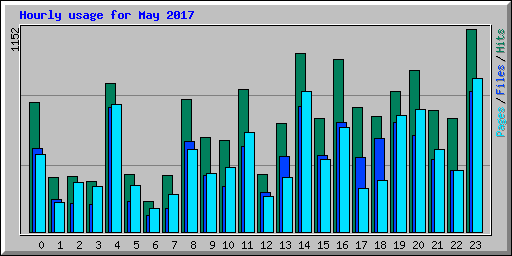 Hourly usage for May 2017
1152
Pages/Files/Hits
0 1 2 3 4 5 6 7 8 9 10 11 12 13 14 15 16 17 18 19 20 21 22 23